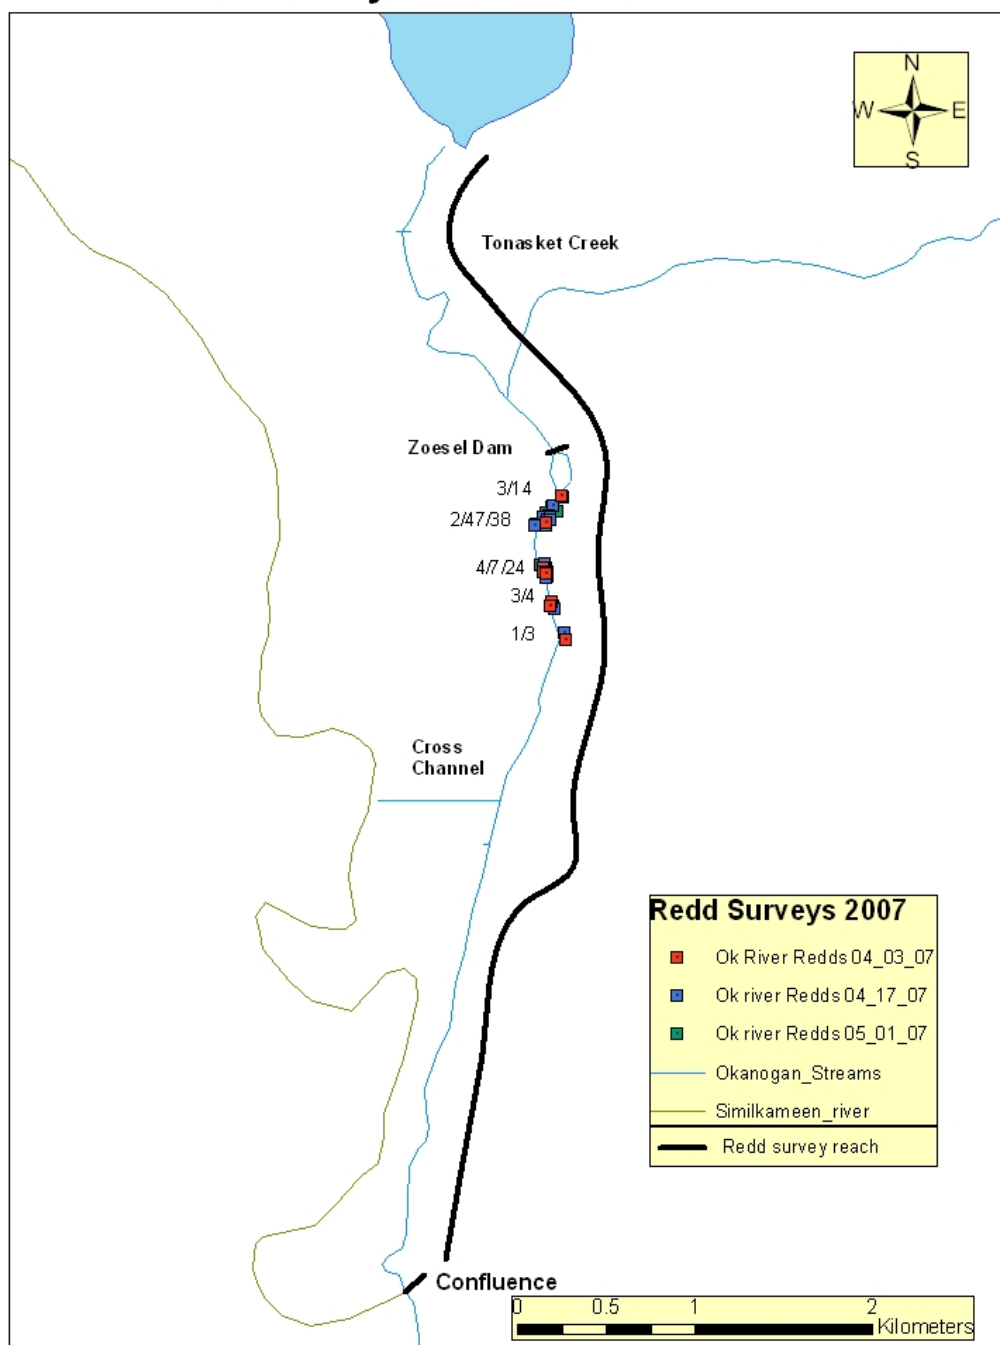 N
W E
S
Tonasket Creek
Zoesel Dam
3/14
2/47/38
4/7/24
3/4
1/3
Cross
Channel
Redd Surveys 2007
Ok River Redds 04_03_07
Ok river Redds 04_17_07
Ok river Redds 05_01_07
Okanogan_Streams
Similkameen_river
Redd survey reach
Confluence
0 0.5 1 2
Kilometers